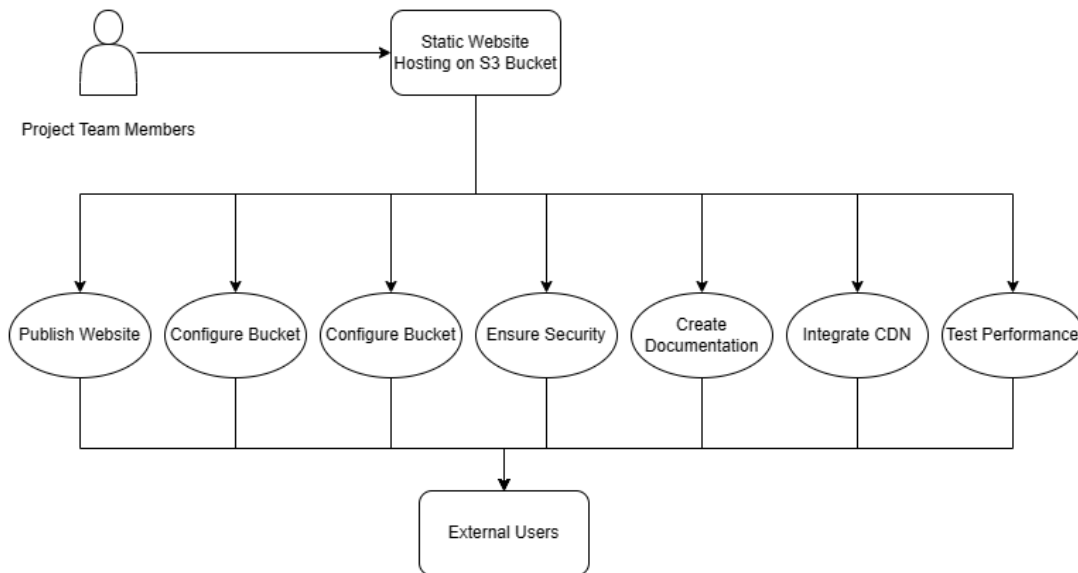 Static Website
Hosting on S3 Bucket
Project Team Members
Publish Website
Configure Bucket
Configure Bucket
Ensure Security
Create
Documentation
Integrate CDN
Test Performance
External Users